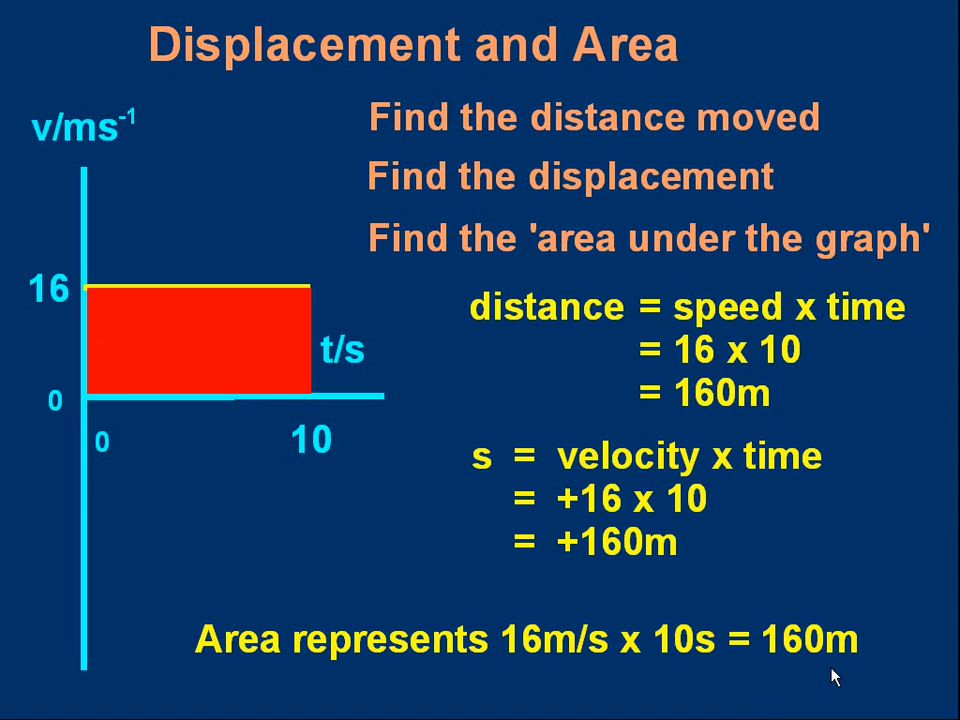 Displacement and Area
v/ms⁻¹
Find the distance moved
Find the displacement
Find the 'area under the graph'
16
distance = speed x time
t/s
= 16 x 10
= 160m
0
0
10
s = velocity x time
= +16 x 10
= +160m
Area represents 16m/s x 10s = 160m